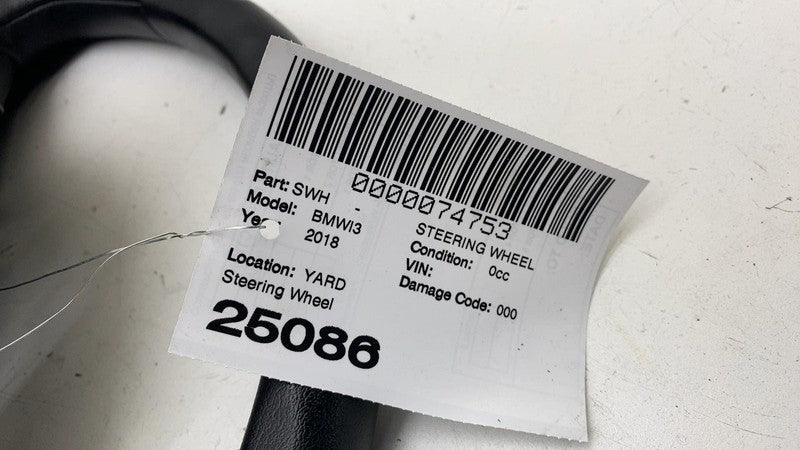 0000074753
Part: SWH - STEERING WHEEL
Model: BMWI3 Condition: 0cc
Year: 2018 VIN:
Damage Code: 000
Location: YARD
Steering Wheel
25086